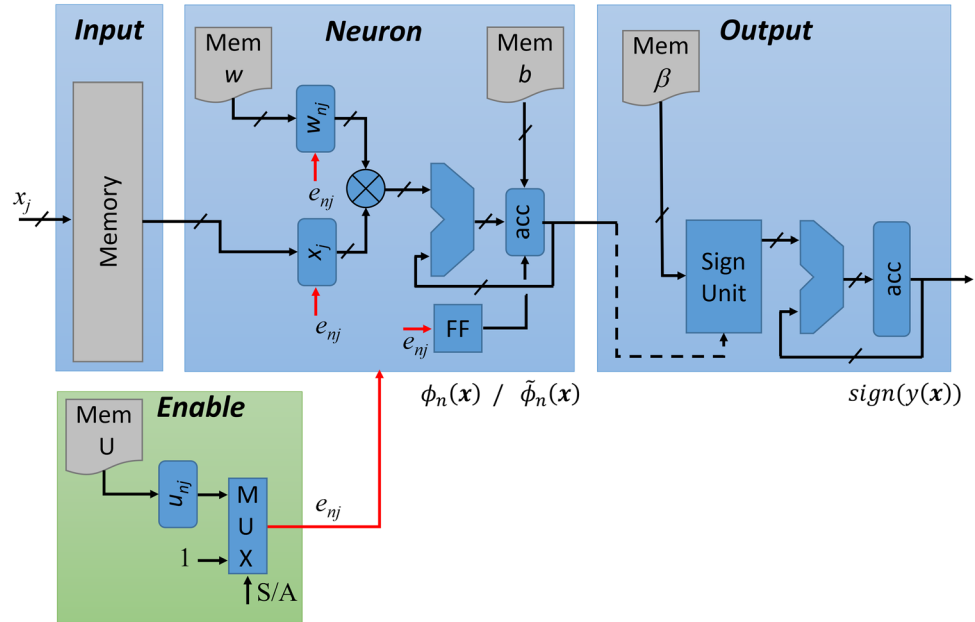 Input
Memory
x_j
Neuron
Mem
w
w_nj
e_nj
x_j
e_nj
Mem
b
acc
e_nj
FF
ϕ_n(x) / ϕ̃_n(x)
Output
Mem
β
Sign
Unit
acc
sign(y(x))
Enable
Mem
U
u_nj
M
U
X
1
S/A
e_nj